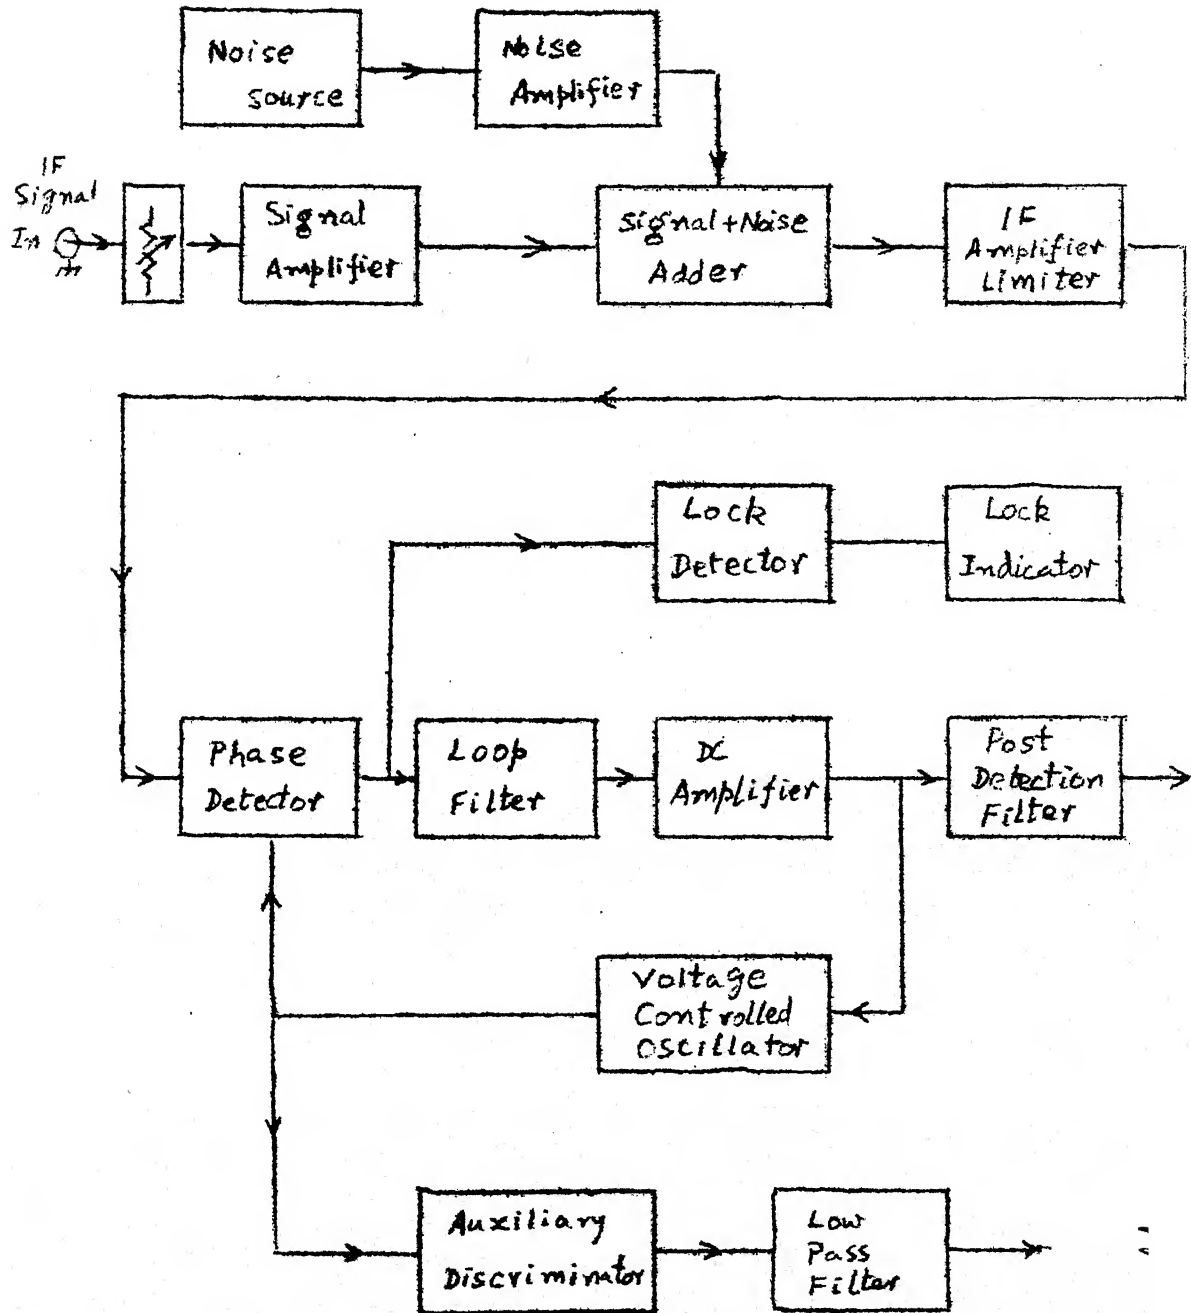 Noise
Source
Noise
Amplifier
IF
Signal
In
Signal
Amplifier
Signal + Noise
Adder
IF
Amplifier
Limiter
Lock
Detector
Lock
Indicator
Phase
Detector
Loop
Filter
DC
Amplifier
Post
Detection
Filter
Voltage
Controlled
Oscillator
Auxiliary
Discriminator
Low
Pass
Filter